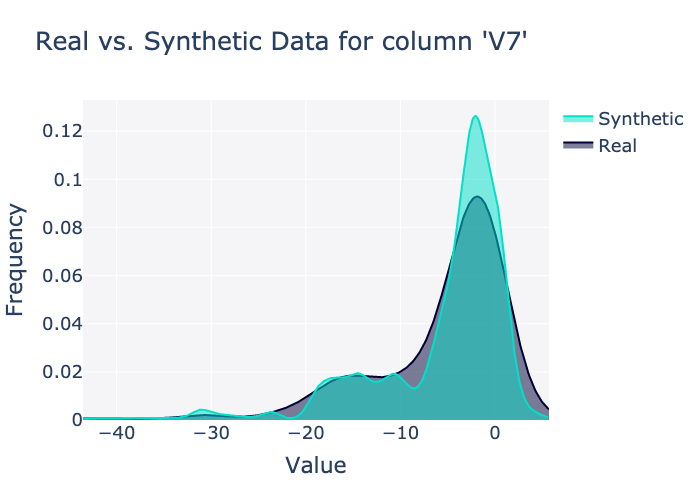 Real vs. Synthetic Data for column 'V7'
Synthetic
Real
0.12
0.1
0.08
0.06
0.04
0.02
0
Frequency
−40
−30
−20
−10
0
Value